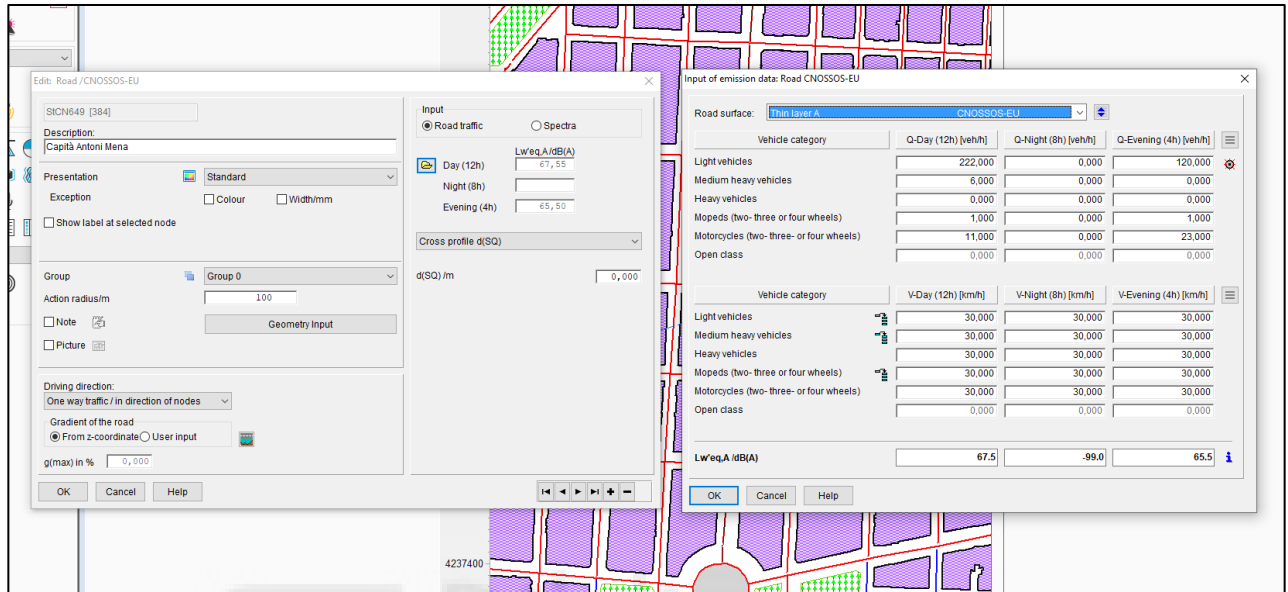 Edit: Road /CNOSSOS-EU
StCN649 [384]
Description:
Capità Antoni Mena
Presentation Standard
Exception Colour Width/mm
Show label at selected node
Group Group 0
Action radius/m 100
Note Geometry Input
Picture
Driving direction:
One way traffic / in direction of nodes
Gradient of the road
From z-coordinate User input
g(max) in % 0,000
OK Cancel Help
Input
Road traffic Spectra
Lw'eq,A/dB(A)
Day (12h) 67,55
Night (8h)
Evening (4h) 65,50
Cross profile d(SQ)
d(SQ) /m 0,000
Input of emission data: Road CNOSSOS-EU
Road surface: Thin layer A CNOSSOS-EU
Vehicle category Q-Day (12h) [veh/h] Q-Night (8h) [veh/h] Q-Evening (4h) [veh/h]
Light vehicles 222,000 0,000 120,000
Medium heavy vehicles 6,000 0,000 0,000
Heavy vehicles 0,000 0,000 0,000
Mopeds (two- three or four wheels) 1,000 0,000 1,000
Motorcycles (two- three- or four wheels) 11,000 0,000 23,000
Open class 0,000 0,000 0,000
Vehicle category V-Day (12h) [km/h] V-Night (8h) [km/h] V-Evening (4h) [km/h]
Light vehicles 30,000 30,000 30,000
Medium heavy vehicles 30,000 30,000 30,000
Heavy vehicles 30,000 30,000 30,000
Mopeds (two- three or four wheels) 30,000 30,000 30,000
Motorcycles (two- three- or four wheels) 30,000 30,000 30,000
Open class 0,000 0,000 0,000
Lw'eq,A /dB(A) 67.5 -99.0 65.5
OK Cancel Help
4237400